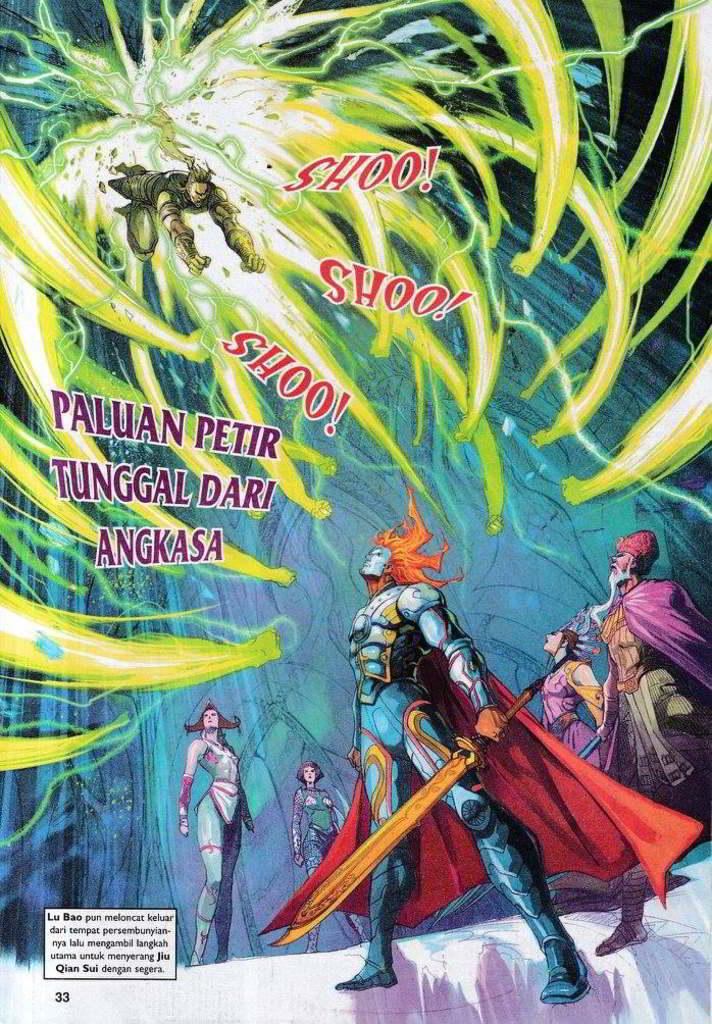 SHOO!
SHOO!
SHOO!
PALUAN PETIR
TUNGGAL DARI
ANGKASA
Lu Bao pun meloncat keluar
dari tempat persembunyian-
nya lalu mengambil langkah
utama untuk menyerang Jiu
Qian Sui dengan segera.
33